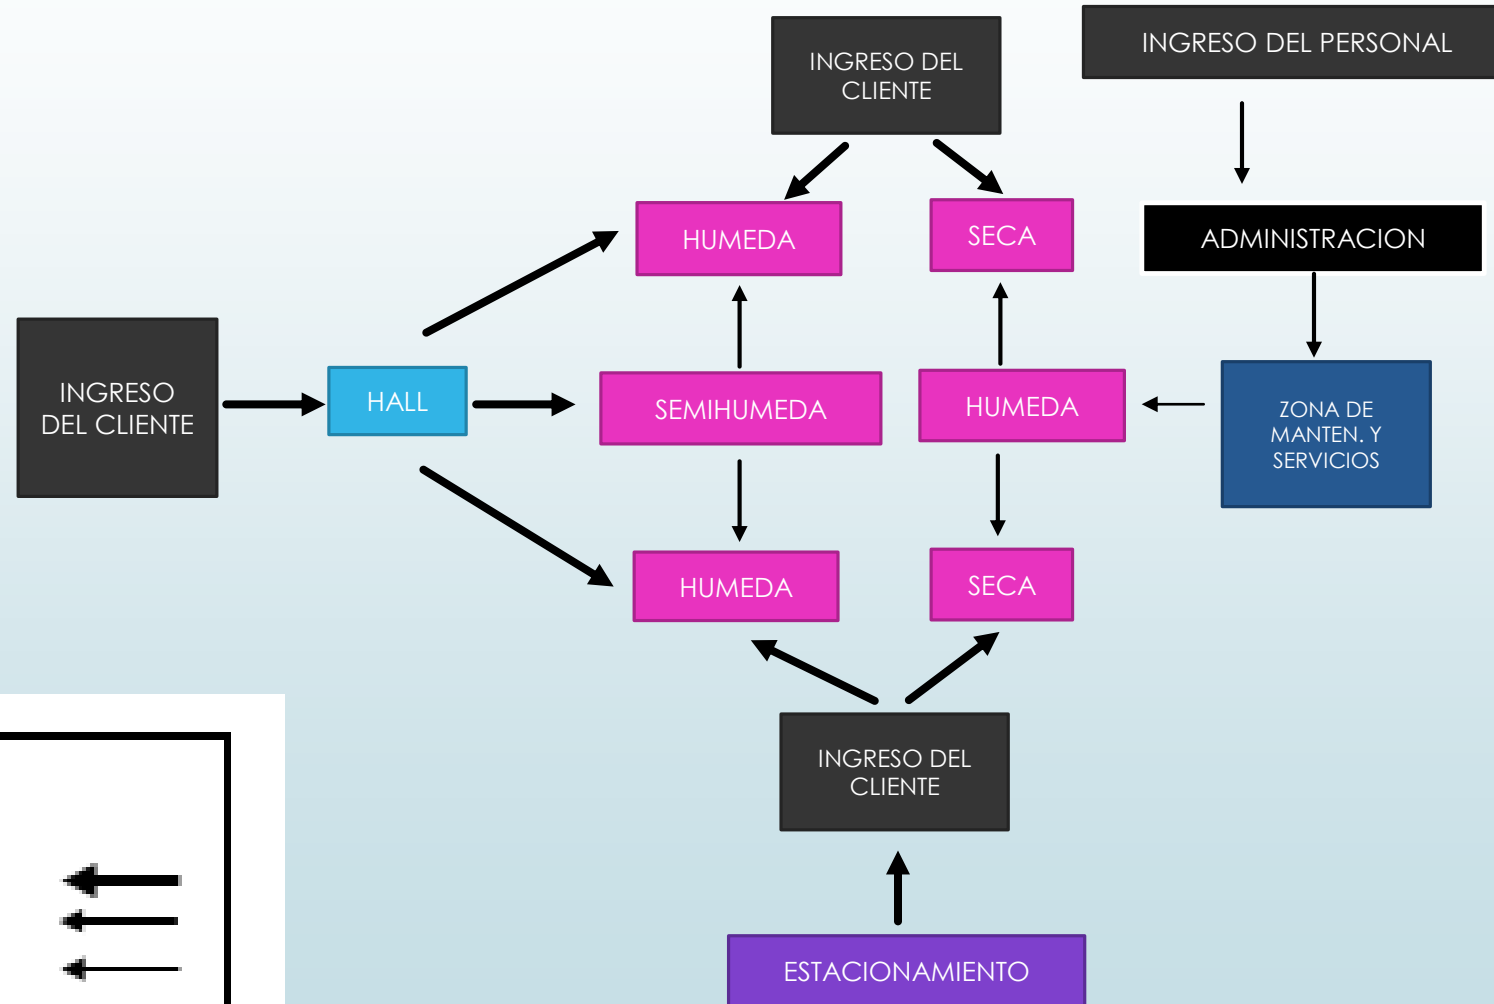 INGRESO DEL
CLIENTE
INGRESO DEL PERSONAL
HUMEDA
SECA
ADMINISTRACION
INGRESO
DEL CLIENTE
HALL
SEMIHUMEDA
HUMEDA
ZONA DE
MANTEN. Y
SERVICIOS
HUMEDA
SECA
INGRESO DEL
CLIENTE
ESTACIONAMIENTO